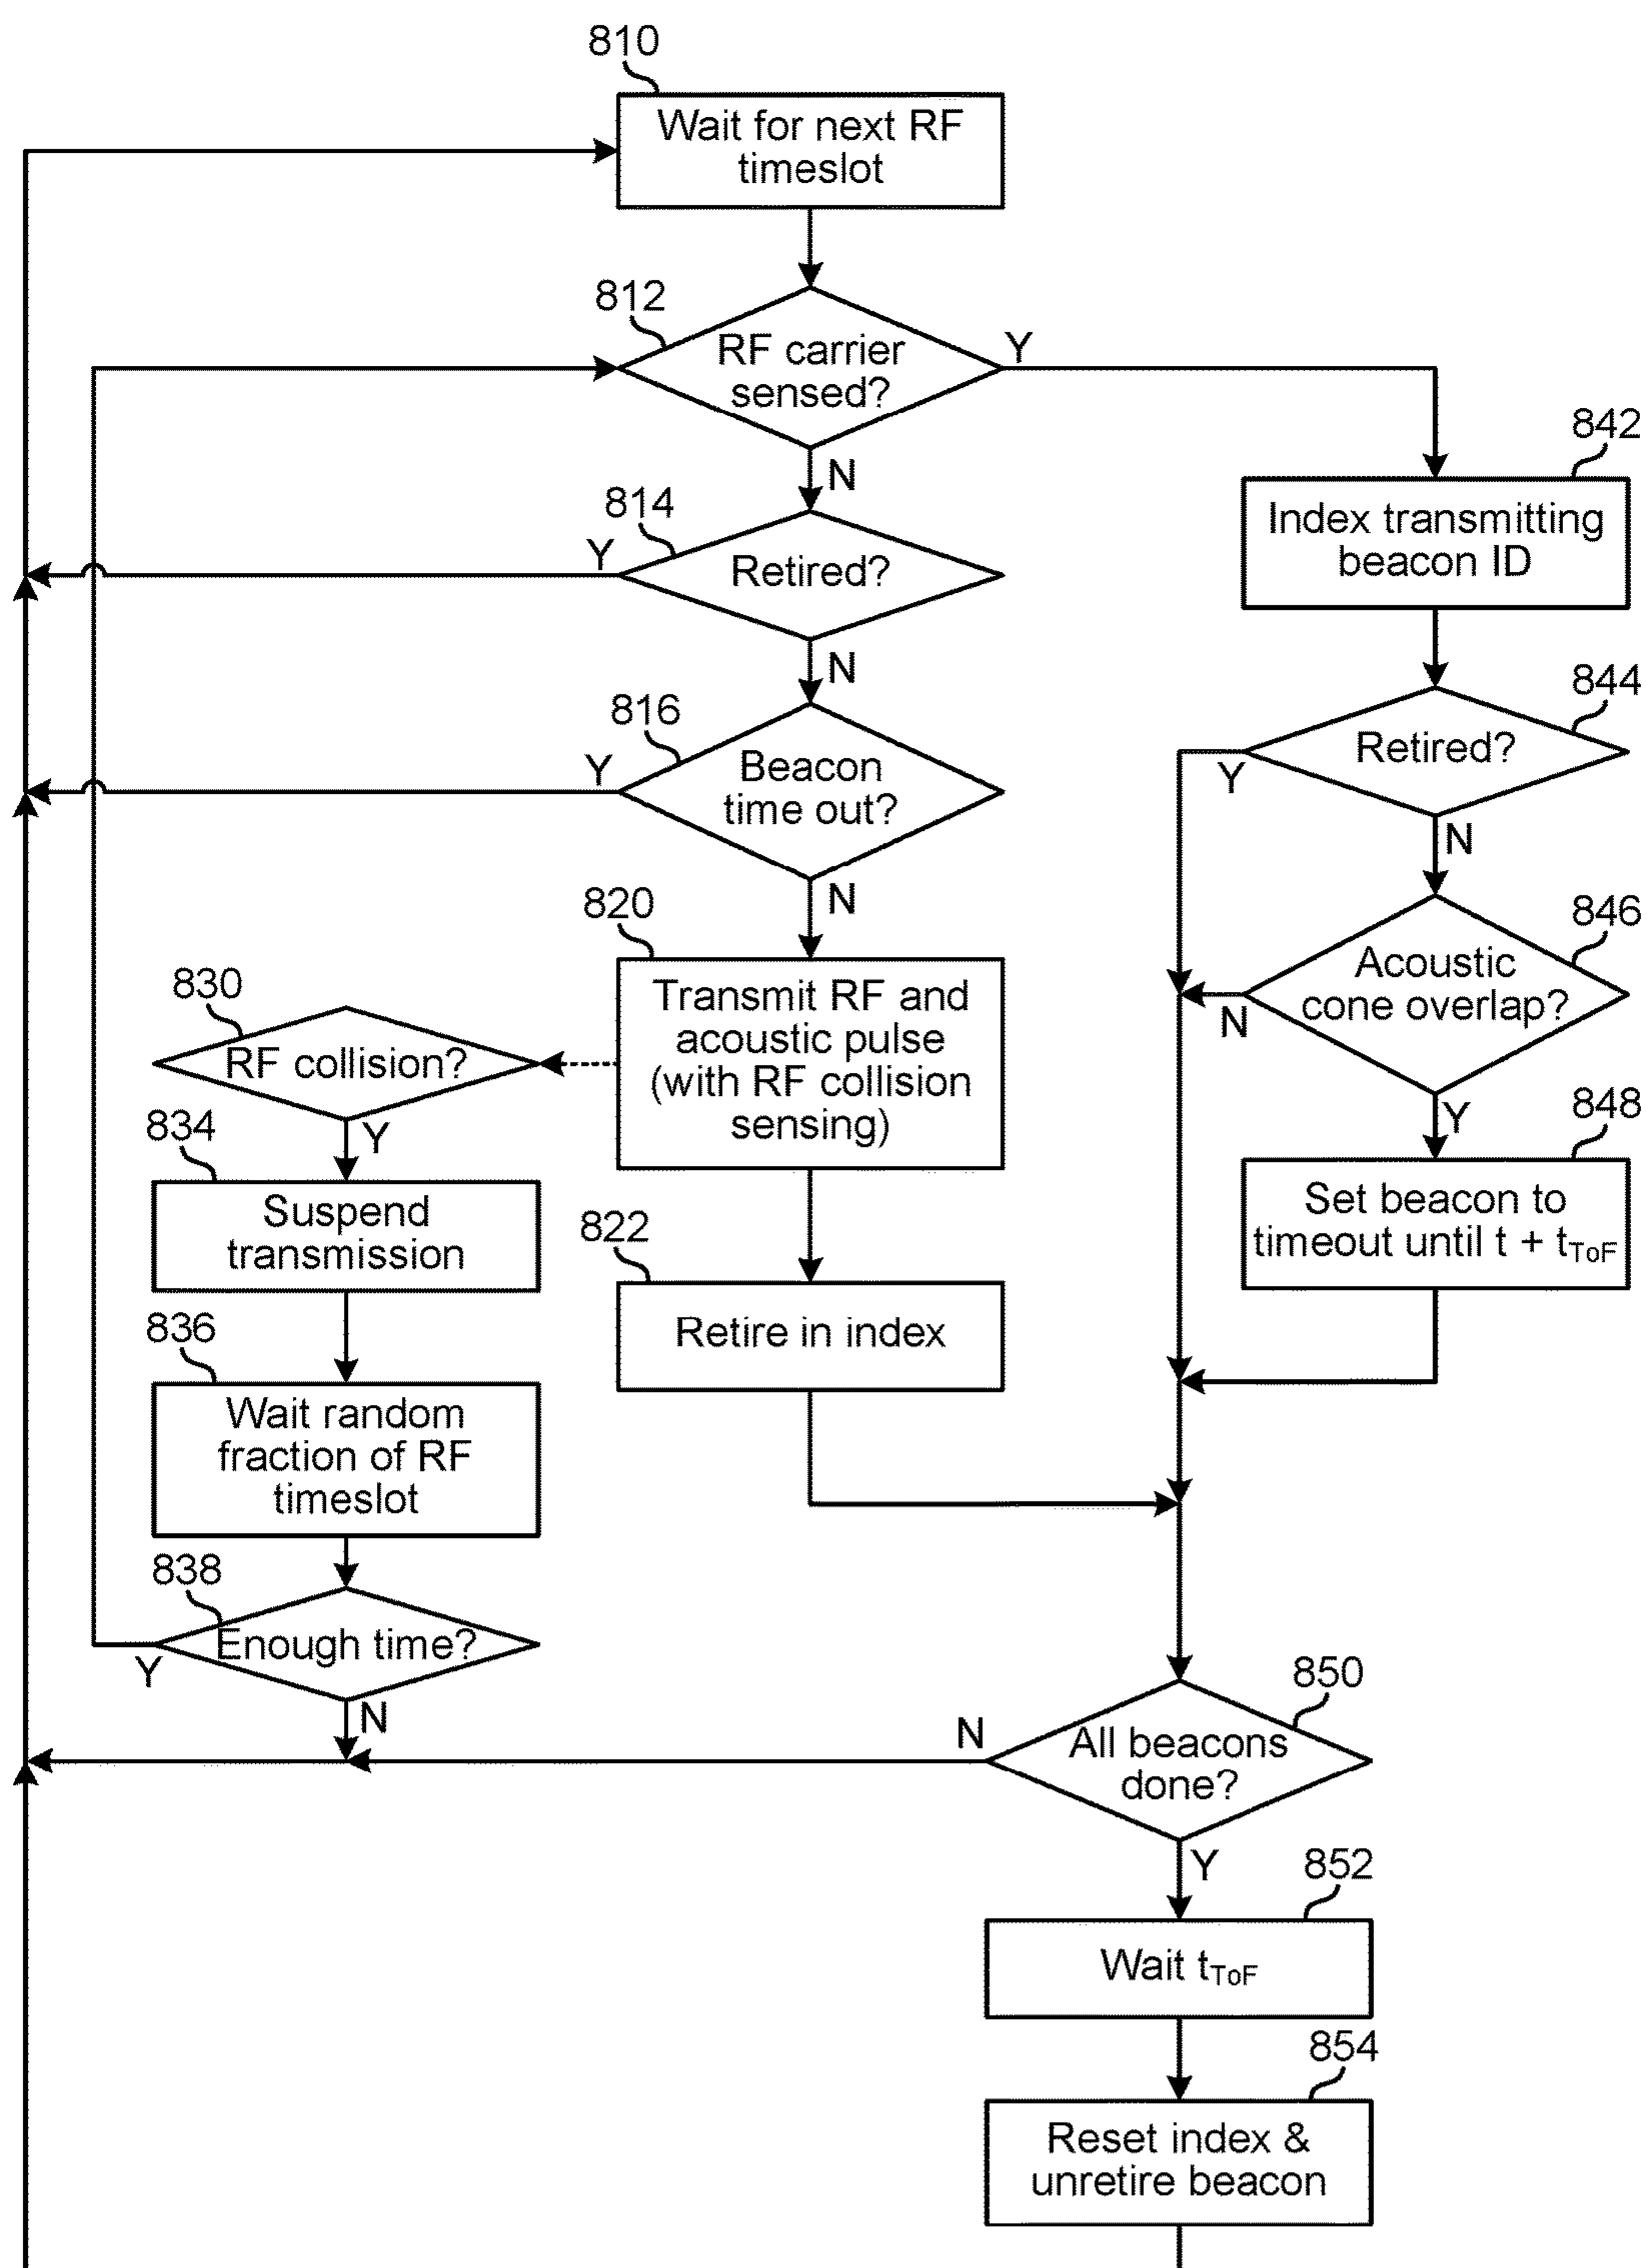 810
Wait for next RF
timeslot
812
RF carrier
sensed?
Y
N
842
Index transmitting
beacon ID
814
Retired?
Y
N
844
Retired?
Y
N
816
Beacon
time out?
Y
N
846
Acoustic
cone overlap?
N
Y
820
Transmit RF and
acoustic pulse
(with RF collision
sensing)
830
RF collision?
Y
848
Set beacon to
timeout until t + tToF
834
Suspend
transmission
822
Retire in index
836
Wait random
fraction of RF
timeslot
838
Enough time?
Y
N
850
All beacons
done?
N
Y
852
Wait tToF
854
Reset index &
unretire beacon